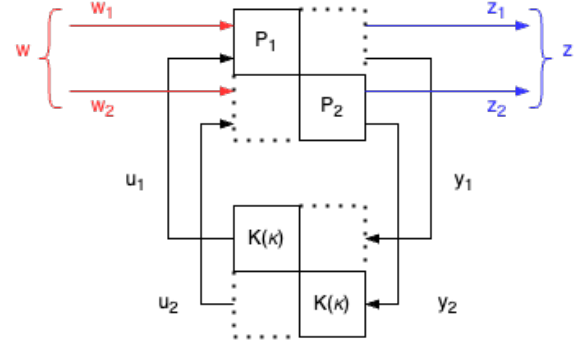 w₁ z₁
P₁
w z
w₂ P₂ z₂
u₁ y₁
K(κ)
u₂ K(κ) y₂